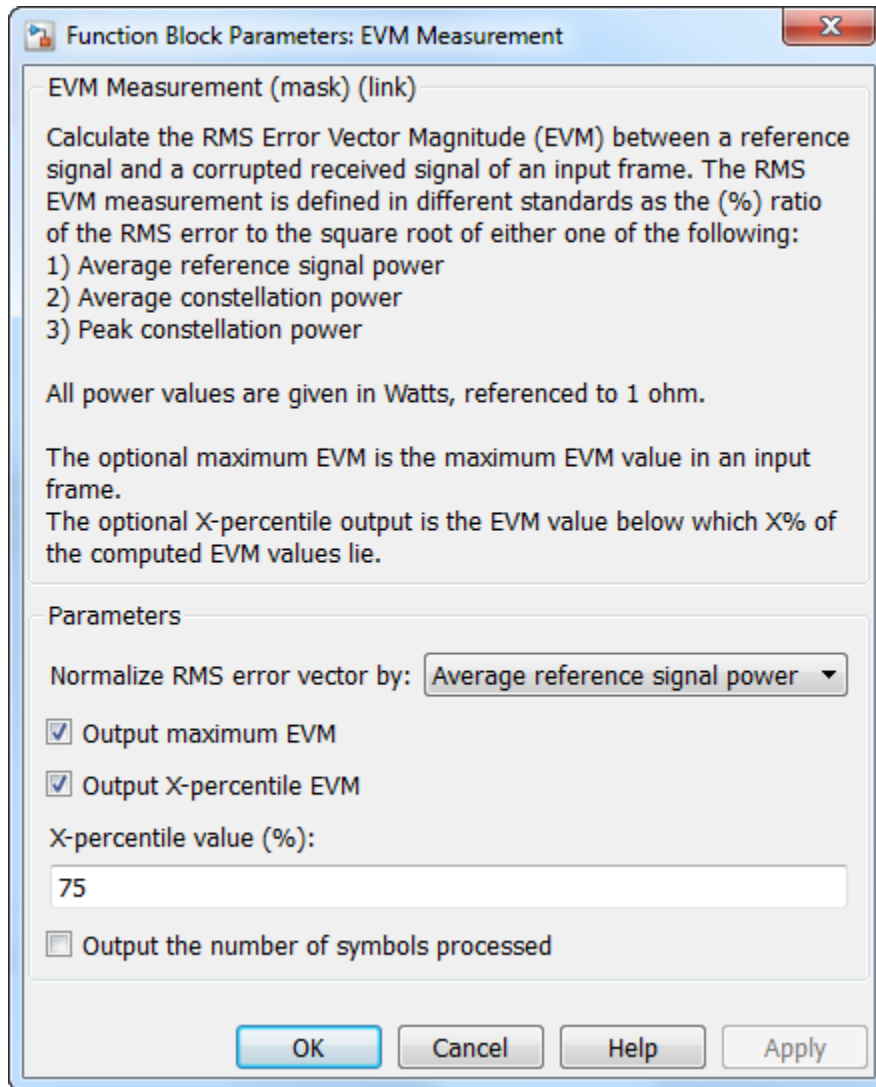 Function Block Parameters: EVM Measurement
EVM Measurement (mask) (link)
Calculate the RMS Error Vector Magnitude (EVM) between a reference
signal and a corrupted received signal of an input frame. The RMS
EVM measurement is defined in different standards as the (%) ratio
of the RMS error to the square root of either one of the following:
1) Average reference signal power
2) Average constellation power
3) Peak constellation power
All power values are given in Watts, referenced to 1 ohm.
The optional maximum EVM is the maximum EVM value in an input
frame.
The optional X-percentile output is the EVM value below which X% of
the computed EVM values lie.
Parameters
Normalize RMS error vector by: Average reference signal power
Output maximum EVM
Output X-percentile EVM
X-percentile value (%):
75
Output the number of symbols processed
OK Cancel Help Apply